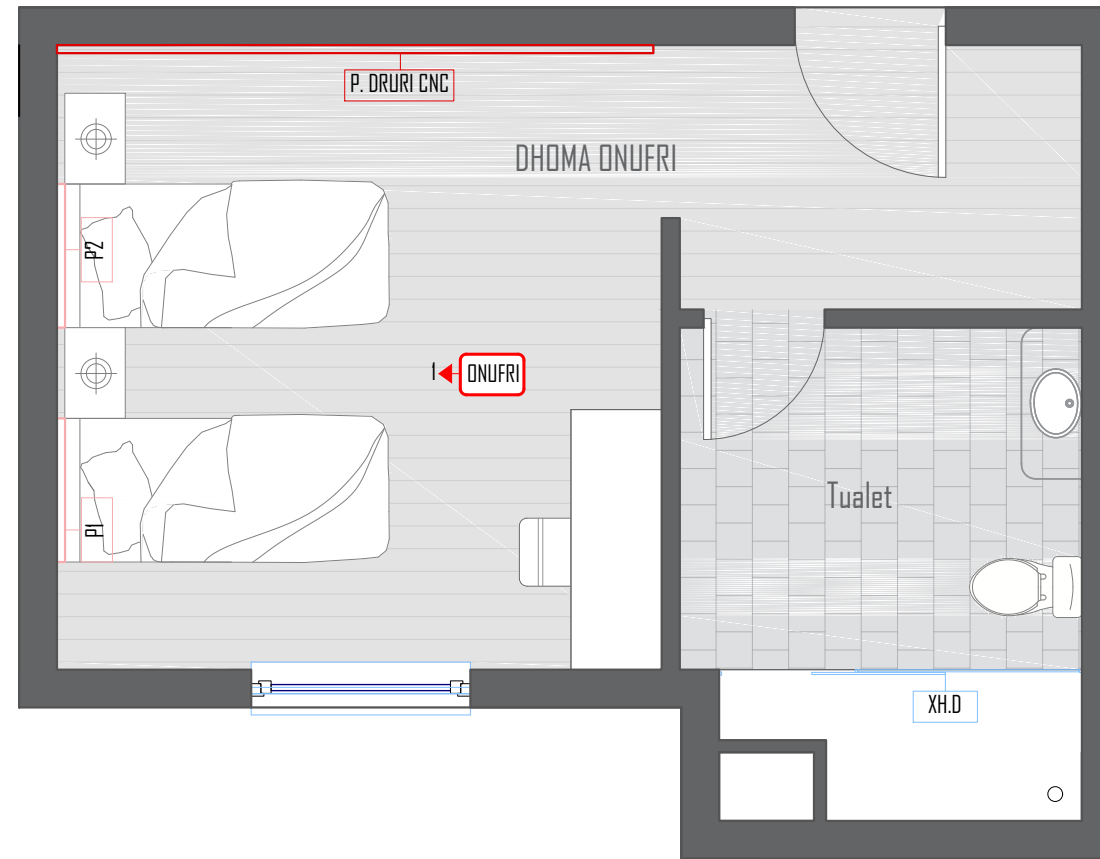 P. DRURI CNC
DHOMA ONUFRI
P2
1
ONUFRI
Tualet
P1
XH.D